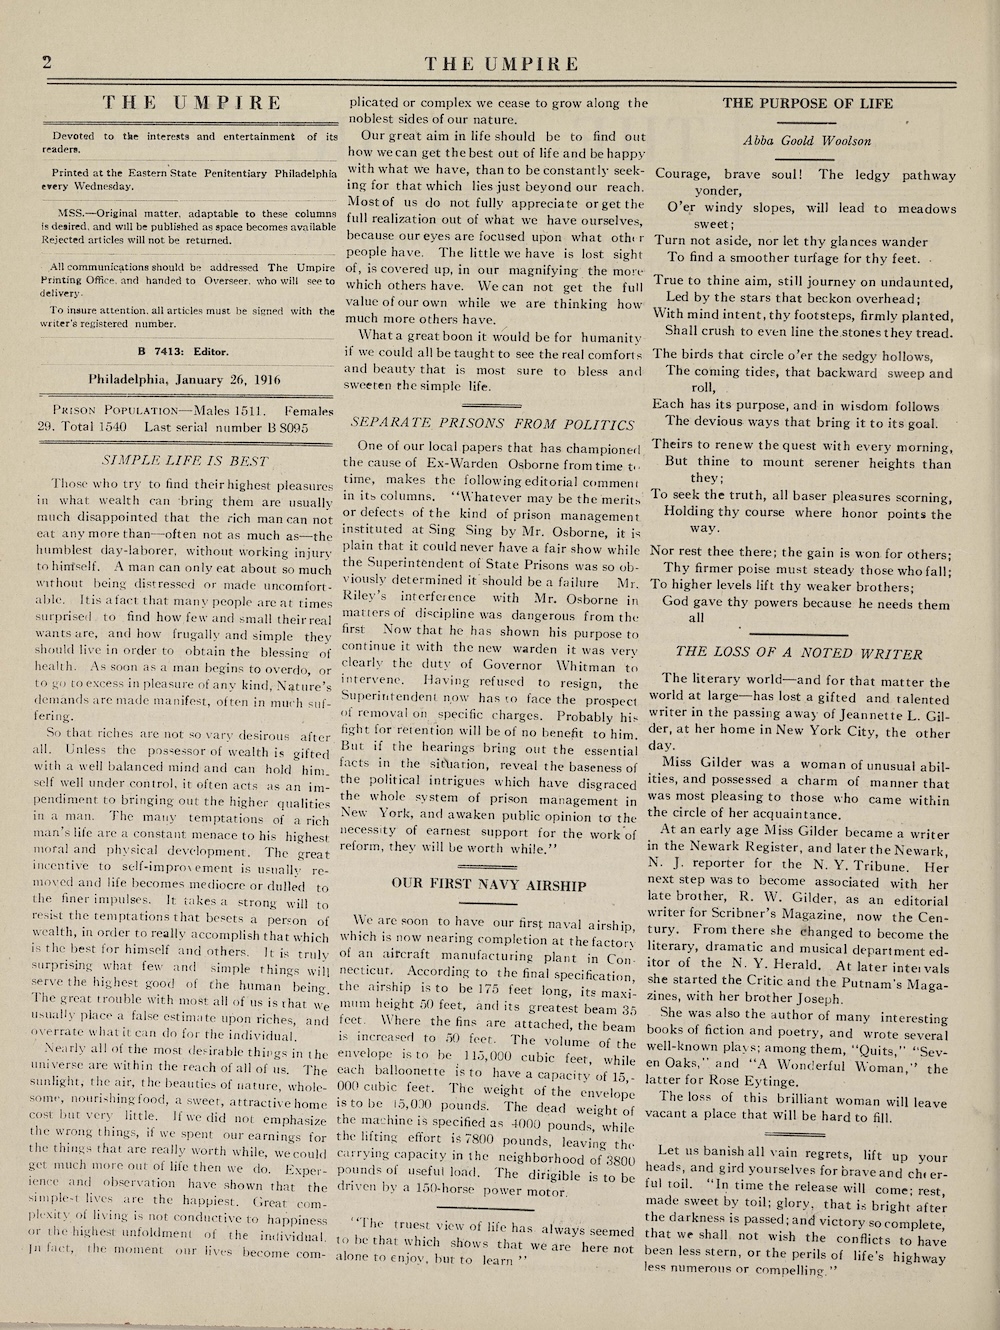 2
THE UMPIRE
THE UMPIRE
Devoted to the interests and entertainment of its
readers.
Printed at the Eastern State Penitentiary Philadelphia
every Wednesday.
MSS.—Original matter, adaptable to these columns
is desired, and will be published as space becomes available
Rejected articles will not be returned.
All communications should be addressed The Umpire
Printing Office, and handed to Overseer, who will see to
delivery.
To insure attention, all articles must be signed with the
writer's registered number.
B 7413: Editor.
Philadelphia, January 26, 1916
PRISON POPULATION—Males 1511. Females
29. Total 1540 Last serial number B 8095
SIMPLE LIFE IS BEST
Those who try to find their highest pleasures
in what wealth can bring them are usually
much disappointed that the rich man can not
eat any more than—often not as much as—the
humblest day-laborer, without working injury
to himself. A man can only eat about so much
without being distressed or made uncomfort-
able. It is a fact that many people are at times
surprised to find how few and small their real
wants are, and how frugally and simple they
should live in order to obtain the blessing of
health. As soon as a man begins to overdo, or
to go to excess in pleasure of any kind, Nature's
demands are made manifest, often in much suf-
fering.
So that riches are not so vary desirous after
all. Unless the possessor of wealth is gifted
with a well balanced mind and can hold him-
self well under control, it often acts as an im-
pendiment to bringing out the higher qualities
in a man. The many temptations of a rich
man's life are a constant menace to his highest
moral and physical development. The great
incentive to self-improvement is usually re-
moved and life becomes mediocre or dulled to
the finer impulses. It takes a strong will to
resist the temptations that besets a person of
wealth, in order to really accomplish that which
is the best for himself and others. It is truly
surprising what few and simple things will
serve the highest good of the human being.
The great trouble with most all of us is that we
usually place a false estimate upon riches, and
overrate what it can do for the individual.
Nearly all of the most desirable things in the
universe are within the reach of all of us. The
sunlight, the air, the beauties of nature, whole-
some, nourishing food, a sweet, attractive home
cost but very little. If we did not emphasize
the wrong things, if we spent our earnings for
the things that are really worth while, we could
get much more out of life then we do. Exper-
ience and observation have shown that the
simplest lives are the happiest. Great com-
plexity of living is not conductive to happiness
or the highest unfoldment of the individual.
In fact, the moment our lives become com-
plicated or complex we cease to grow along the
noblest sides of our nature.
Our great aim in life should be to find out
how we can get the best out of life and be happy
with what we have, than to be constantly seek-
ing for that which lies just beyond our reach.
Most of us do not fully appreciate or get the
full realization out of what we have ourselves,
because our eyes are focused upon what other
people have. The little we have is lost sight
of, is covered up, in our magnifying the more
which others have. We can not get the full
value of our own while we are thinking how
much more others have.
What a great boon it would be for humanity
if we could all be taught to see the real comforts
and beauty that is most sure to bless and
sweeten the simple life.
SEPARATE PRISONS FROM POLITICS
One of our local papers that has championed
the cause of Ex-Warden Osborne from time to
time, makes the following editorial comment
in its columns. "Whatever may be the merits
or defects of the kind of prison management
instituted at Sing Sing by Mr. Osborne, it is
plain that it could never have a fair show while
the Superintendent of State Prisons was so ob-
viously determined it should be a failure Mr.
Riley's interference with Mr. Osborne in
matters of discipline was dangerous from the
first Now that he has shown his purpose to
continue it with the new warden it was very
clearly the duty of Governor Whitman to
intervene. Having refused to resign, the
Superintendent now has to face the prospect
of removal on specific charges. Probably his
fight for retention will be of no benefit to him.
But if the hearings bring out the essential
facts in the situation, reveal the baseness of
the political intrigues which have disgraced
the whole system of prison management in
New York, and awaken public opinion to the
necessity of earnest support for the work of
reform, they will be worth while."
OUR FIRST NAVY AIRSHIP
We are soon to have our first naval airship,
which is now nearing completion at the factory
of an aircraft manufacturing plant in Con-
necticut. According to the final specification,
the airship is to be 175 feet long, its maxi-
mum height 50 feet, and its greatest beam 35
feet. Where the fins are attached, the beam
is increased to 50 feet. The volume of the
envelope is to be 115,000 cubic feet, while
each balloonette is to have a capacity of 15,-
000 cubic feet. The weight of the envelope
is to be 15,000 pounds. The dead weight of
the machine is specified as 4000 pounds, while
the lifting effort is 7800 pounds, leaving the
carrying capacity in the neighborhood of 3800
pounds of useful load. The dirigible is to be
driven by a 150-horse power motor.
"The truest view of life has always seemed
to be that which shows that we are here not
alone to enjoy, but to learn"
THE PURPOSE OF LIFE
Abba Goold Woolson
Courage, brave soul! The ledgy pathway
yonder,
O'er windy slopes, will lead to meadows
sweet;
Turn not aside, nor let thy glances wander
To find a smoother turfage for thy feet.
True to thine aim, still journey on undaunted,
Led by the stars that beckon overhead;
With mind intent, thy footsteps, firmly planted,
Shall crush to even line the stones they tread.
The birds that circle o'er the sedgy hollows,
The coming tides, that backward sweep and
roll,
Each has its purpose, and in wisdom follows
The devious ways that bring it to its goal.
Theirs to renew the quest with every morning,
But thine to mount serener heights than
they;
To seek the truth, all baser pleasures scorning,
Holding thy course where honor points the
way.
Nor rest thee there; the gain is won for others;
Thy firmer poise must steady those who fall;
To higher levels lift thy weaker brothers;
God gave thy powers because he needs them
all
THE LOSS OF A NOTED WRITER
The literary world—and for that matter the
world at large—has lost a gifted and talented
writer in the passing away of Jeannette L. Gil-
der, at her home in New York City, the other
day.
Miss Gilder was a woman of unusual abil-
ities, and possessed a charm of manner that
was most pleasing to those who came within
the circle of her acquaintance.
At an early age Miss Gilder became a writer
in the Newark Register, and later the Newark,
N. J. reporter for the N. Y. Tribune. Her
next step was to become associated with her
late brother, R. W. Gilder, as an editorial
writer for Scribner's Magazine, now the Cen-
tury. From there she changed to become the
literary, dramatic and musical department ed-
itor of the N. Y. Herald. At later intervals
she started the Critic and the Putnam's Maga-
zines, with her brother Joseph.
She was also the author of many interesting
books of fiction and poetry, and wrote several
well-known plays; among them, "Quits," "Sev-
en Oaks," and "A Wonderful Woman," the
latter for Rose Eytinge.
The loss of this brilliant woman will leave
vacant a place that will be hard to fill.
Let us banish all vain regrets, lift up your
heads, and gird yourselves for brave and cheer-
ful toil. "In time the release will come; rest,
made sweet by toil; glory, that is bright after
the darkness is passed; and victory so complete,
that we shall not wish the conflicts to have
been less stern, or the perils of life's highway
less numerous or compelling."